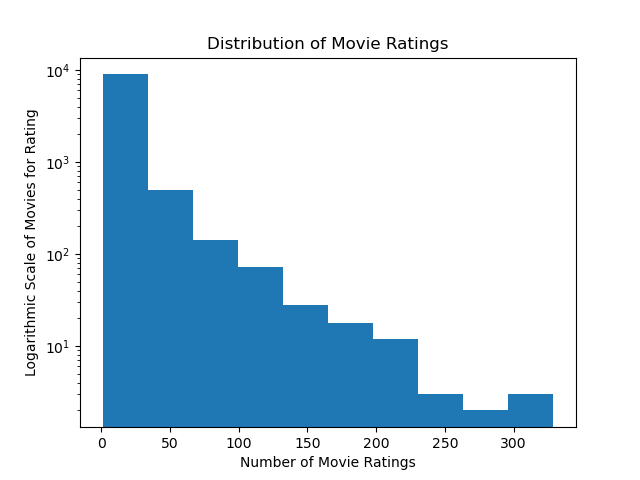 Distribution of Movie Ratings
Logarithmic Scale of Movies for Rating
10⁴
10³
10²
10¹
0 50 100 150 200 250 300
Number of Movie Ratings